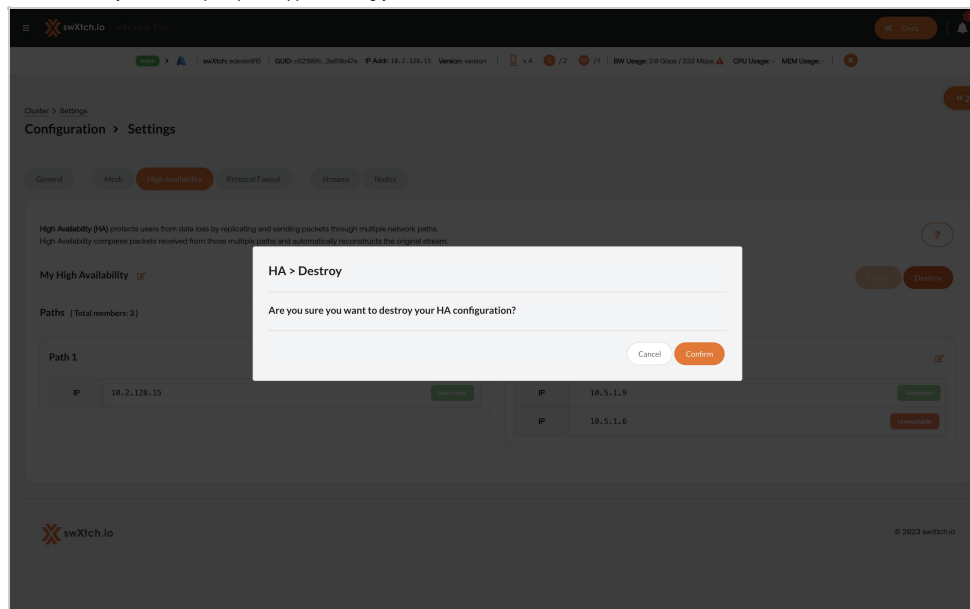 swXtch.io
Docs
IP Addr: 10.2.128.15 Version: version | x 4 / 2 / 1 | BW Usage: 2.0 Gbps / 333 Mbps CPU Usage: - MEM Usage: -
Cluster > Settings
Configuration > Settings
General Mesh High Availability Protocol Fanout Streams Nodes
High Availability (HA) protects users from data loss by replicating and sending packets through multiple network paths.
High Availability compares packets received from those multiple paths and automatically reconstructs the original stream.
?
My High Availability
Create Destroy
HA > Destroy
Paths (Total members: 3)
Are you sure you want to destroy your HA configuration?
Cancel Confirm
Path 1
IP 10.2.128.15 Reachable
IP 10.5.1.9 Reachable
IP 10.5.1.6 Unreachable
swXtch.io
© 2023 swXtch.io